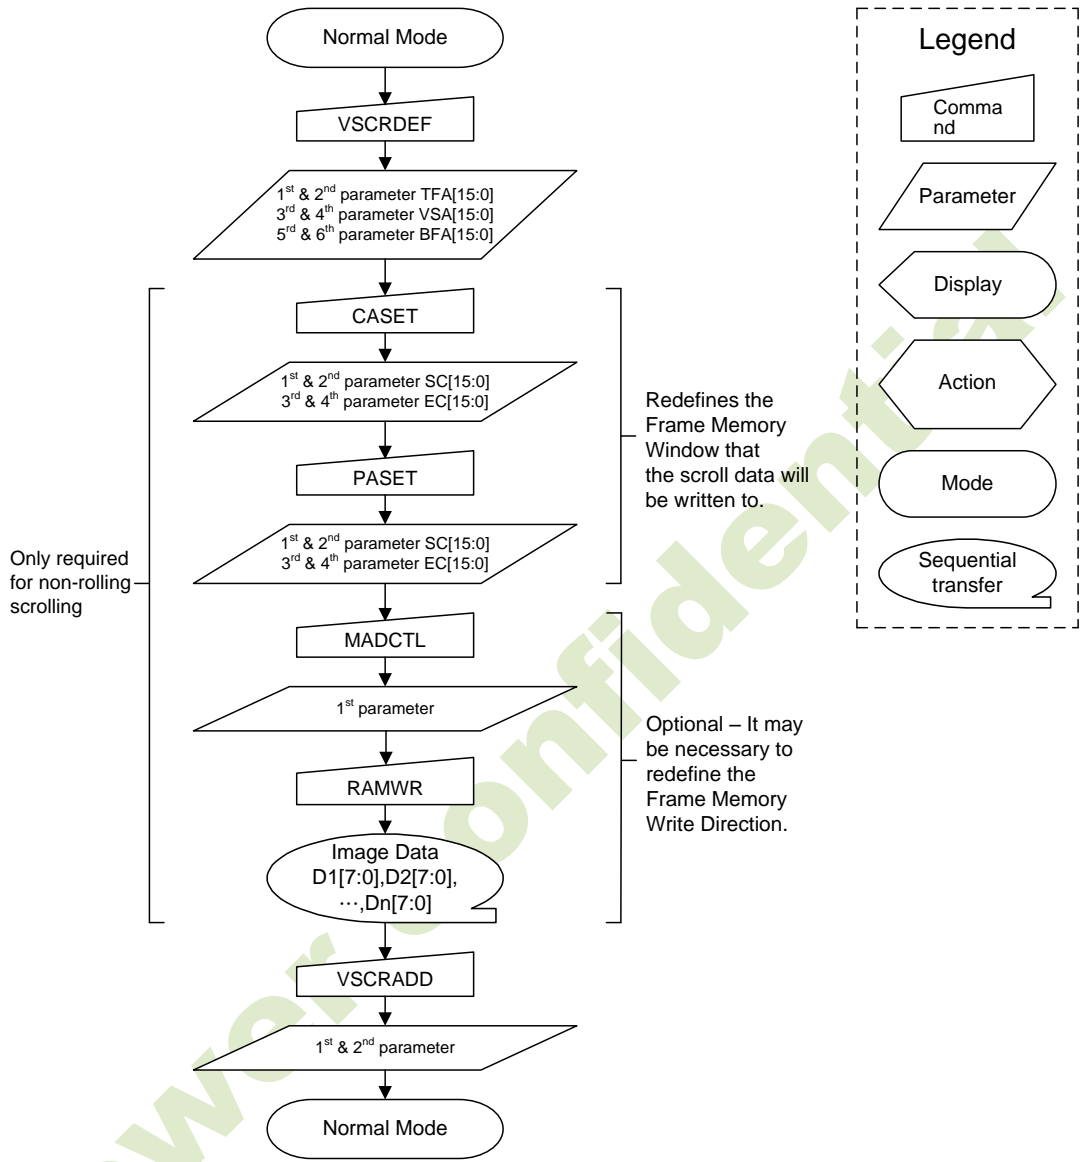 Normal Mode
VSCRDEF
1st & 2nd parameter TFA[15:0]
3rd & 4th parameter VSA[15:0]
5rd & 6th parameter BFA[15:0]
CASET
1st & 2nd parameter SC[15:0]
3rd & 4th parameter EC[15:0]
PASET
1st & 2nd parameter SC[15:0]
3rd & 4th parameter EC[15:0]
MADCTL
1st parameter
RAMWR
Image Data
D1[7:0],D2[7:0],
⋯,Dn[7:0]
VSCRADD
1st & 2nd parameter
Normal Mode
Only required
for non-rolling
scrolling
Redefines the
Frame Memory
Window that
the scroll data will
be written to.
Optional – It may
be necessary to
redefine the
Frame Memory
Write Direction.
Legend
Comma
nd
Parameter
Display
Action
Mode
Sequential
transfer